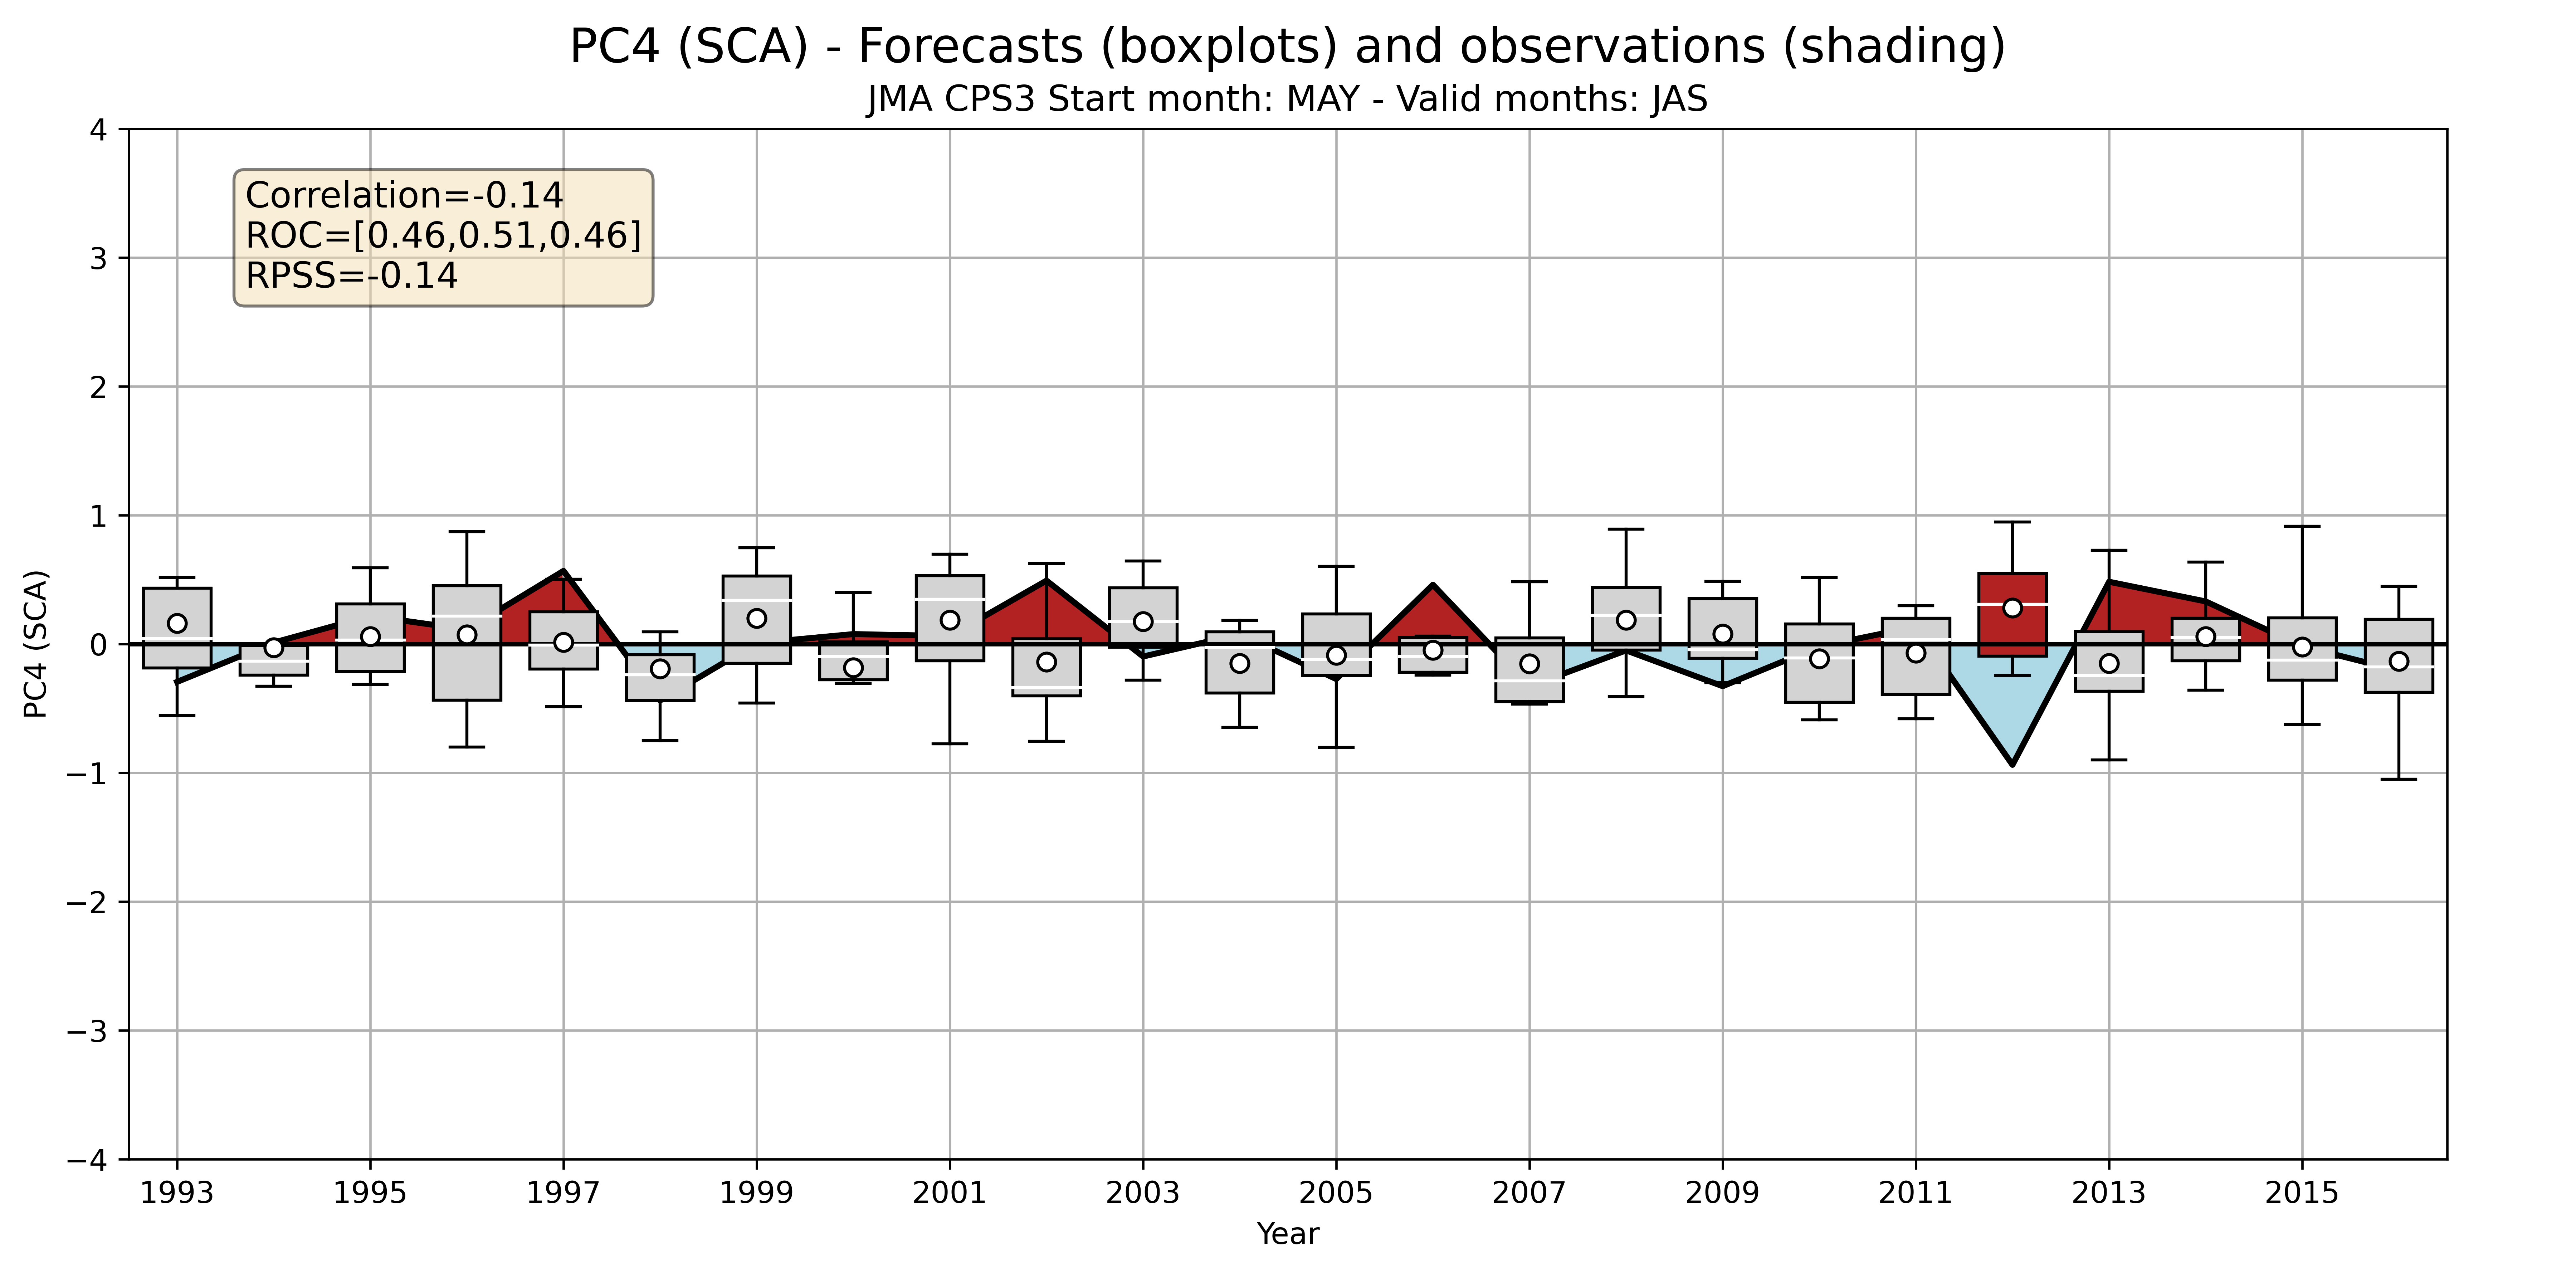 PC4 (SCA) - Forecasts (boxplots) and observations (shading)
JMA CPS3 Start month: MAY - Valid months: JAS
Correlation=-0.14
ROC=[0.46,0.51,0.46]
RPSS=-0.14
PC4 (SCA)
4
3
2
1
0
−1
−2
−3
−4
1993 1995 1997 1999 2001 2003 2005 2007 2009 2011 2013 2015
Year